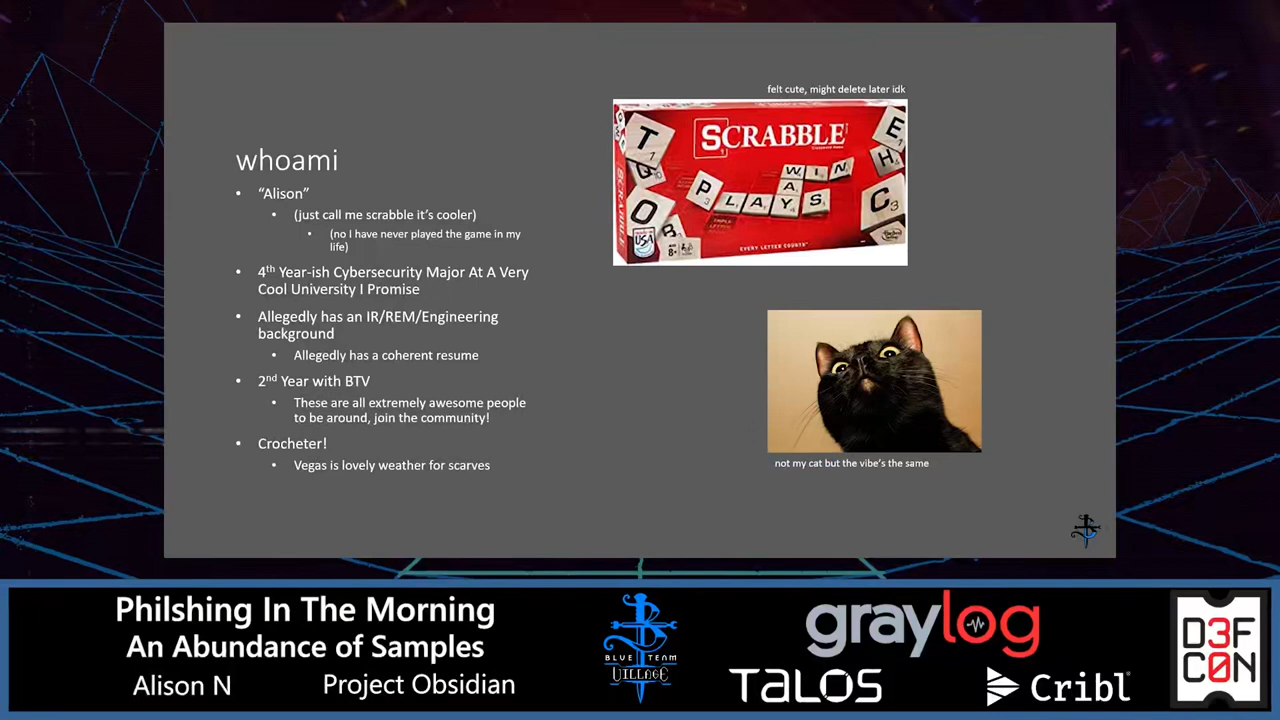 felt cute, might delete later idk
SCRABBLE
T
E
H
C
O
P
L
A
Y
S
W
I
N
A
USA
8+
EVERY LETTER COUNTS
whoami
• “Alison”
• (just call me scrabble it’s cooler)
• (no I have never played the game in my
life)
• 4th Year-ish Cybersecurity Major At A Very
Cool University I Promise
• Allegedly has an IR/REM/Engineering
background
• Allegedly has a coherent resume
• 2nd Year with BTV
• These are all extremely awesome people
to be around, join the community!
• Crocheter!
• Vegas is lovely weather for scarves
not my cat but the vibe’s the same
Philshing In The Morning
An Abundance of Samples
Alison N
Project Obsidian
BLUE TEAM
VILLAGE
graylog
TALOS
Cribl
D3F
C0N